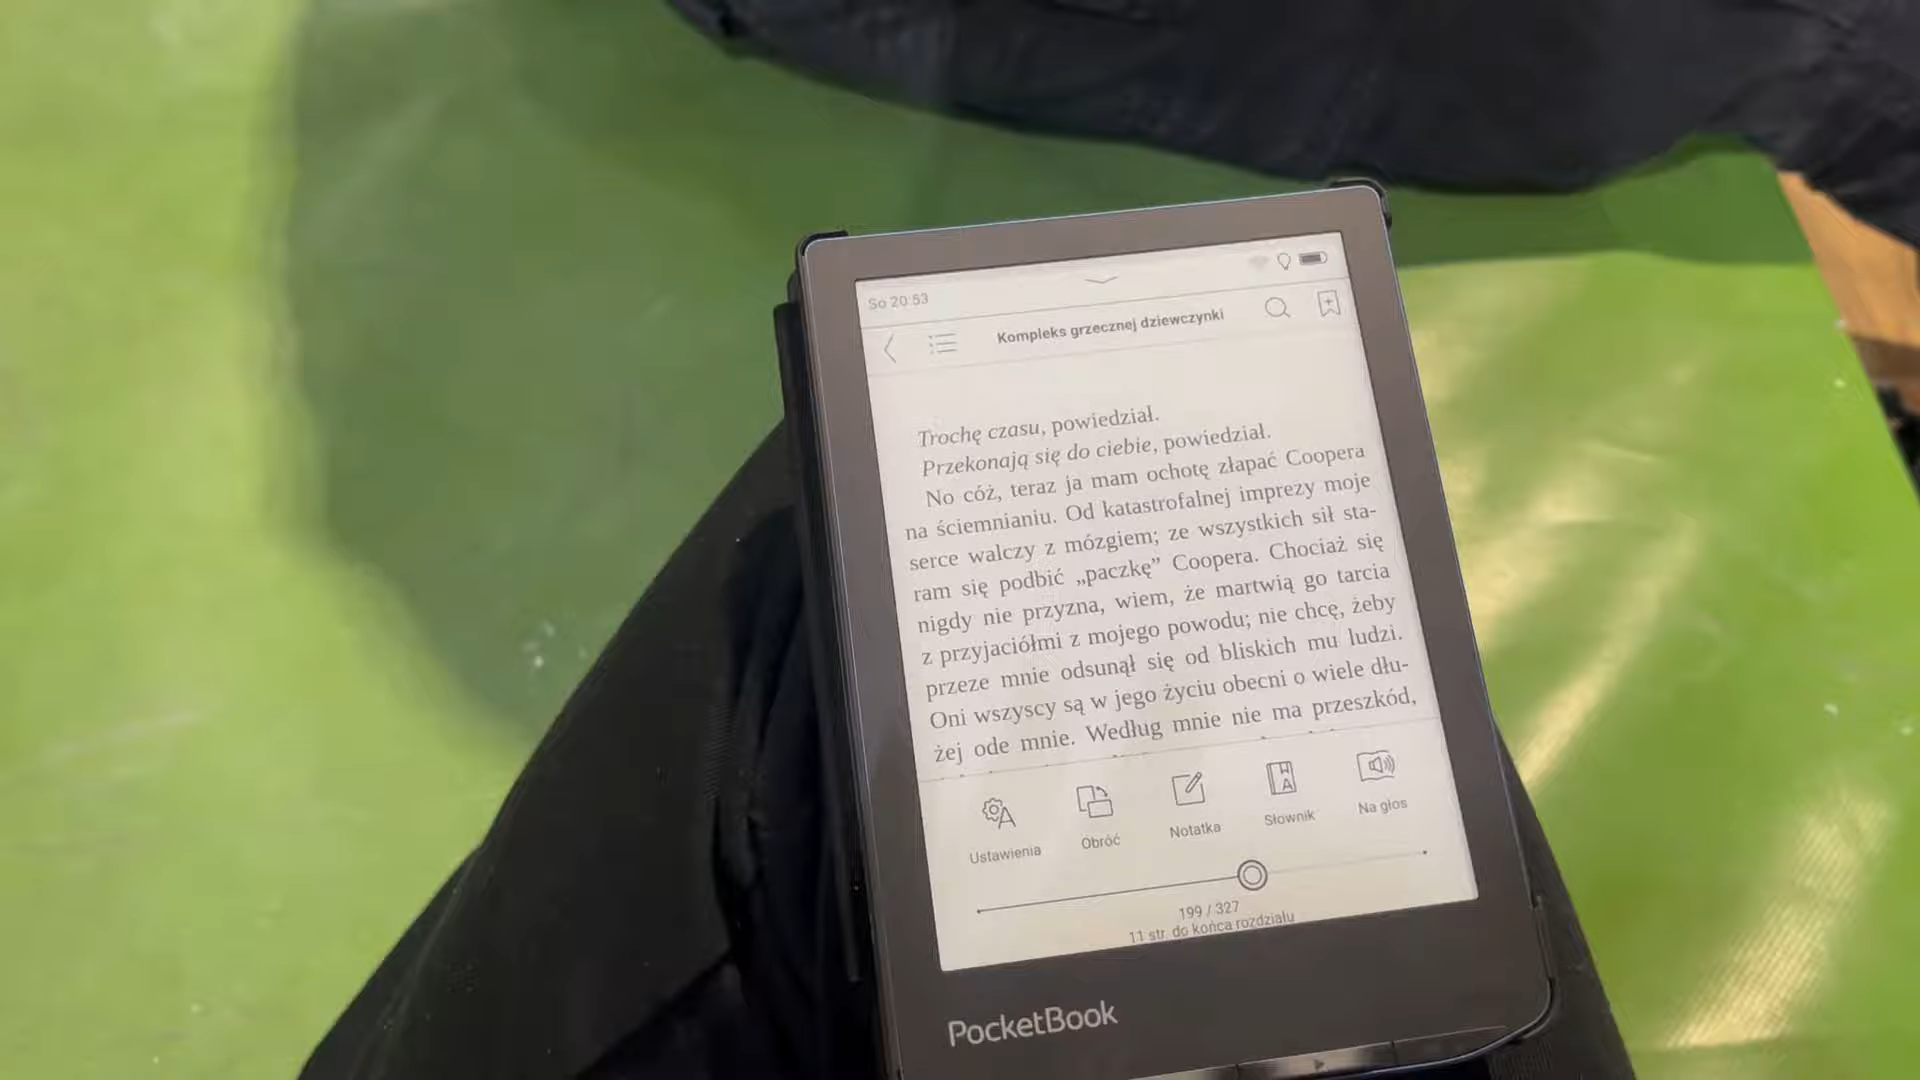 So 20:53
Kompleks grzecznej dziewczynki
Trochę czasu, powiedział.
Przekonają się do ciebie, powiedział.
No cóż, teraz ja mam ochotę złapać Coopera
na ściemnianiu. Od katastrofalnej imprezy moje
serce walczy z mózgiem; ze wszystkich sił sta-
ram się podbić „paczkę” Coopera. Chociaż się
nigdy nie przyzna, wiem, że martwią go tarcia
z przyjaciółmi z mojego powodu; nie chcę, żeby
przeze mnie odsunął się od bliskich mu ludzi.
Oni wszyscy są w jego życiu obecni o wiele dłu-
żej ode mnie. Według mnie nie ma przeszkód,
Ustawienia
Obróć
Notatka
Słownik
Na głos
199 / 327
11 str. do końca rozdziału
PocketBook